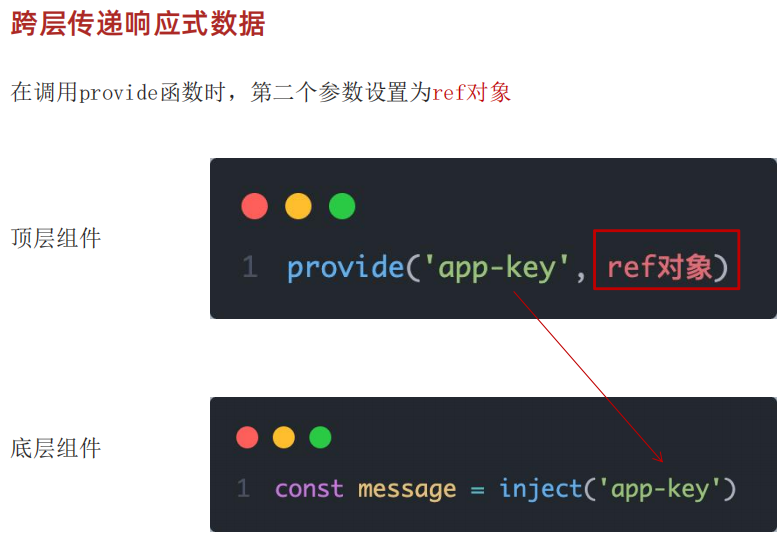 跨层传递响应式数据
在调用provide函数时，第二个参数设置为ref对象
顶层组件
1 provide('app-key', ref对象)
底层组件
1 const message = inject('app-key')